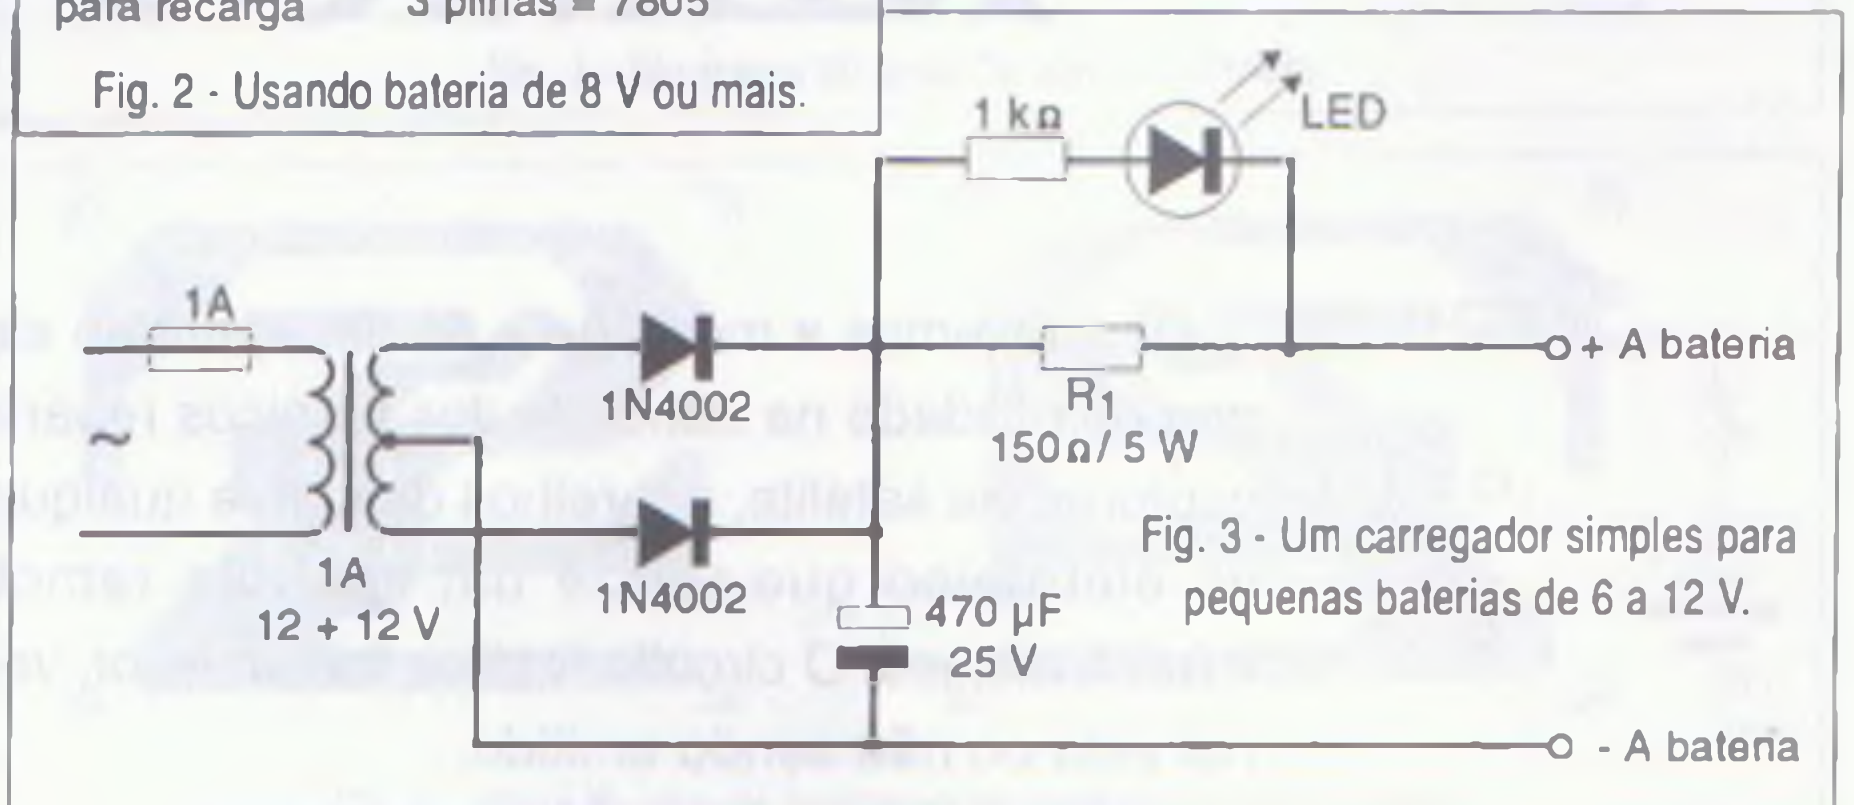 para recarga 3 pilhas = 7805
Fig. 2 - Usando bateria de 8 V ou mais.
1 kΩ
LED
1A
1N4002
+ A bateria
R1
150Ω/ 5 W
~
1A
12 + 12 V
1N4002
Fig. 3 - Um carregador simples para
pequenas baterias de 6 a 12 V.
470 µF
25 V
- A bateria